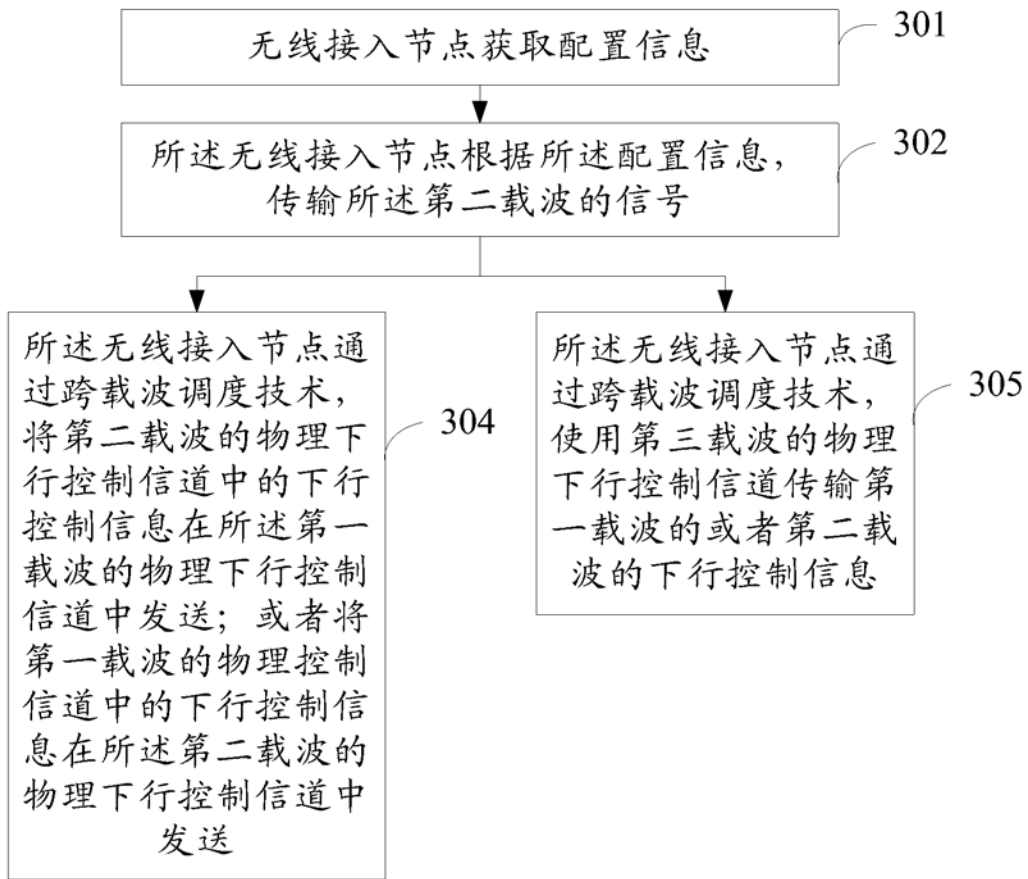 无线接入节点获取配置信息
301
所述无线接入节点根据所述配置信息，
传输所述第二载波的信号
302
所述无线接入节点通
过跨载波调度技术，
将第二载波的物理下
行控制信道中的下行
控制信息在所述第一
载波的物理下行控制
信道中发送；或者将
第一载波的物理控制
信道中的下行控制信
息在所述第二载波的
物理下行控制信道中
发送
304
所述无线接入节点通
过跨载波调度技术，
使用第三载波的物理
下行控制信道传输第
一载波的或者第二载
波的下行控制信息
305